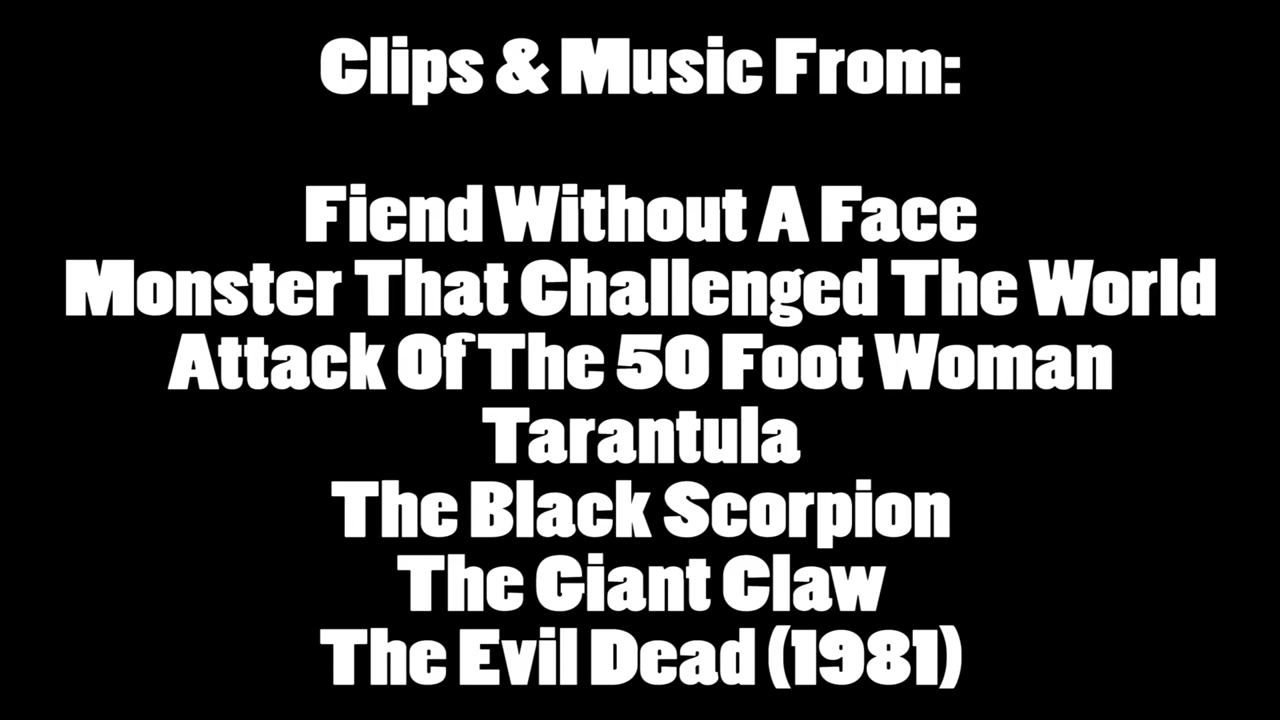 Clips & Music From:
Fiend Without A Face
Monster That Challenged The World
Attack Of The 50 Foot Woman
Tarantula
The Black Scorpion
The Giant Claw
The Evil Dead (1981)